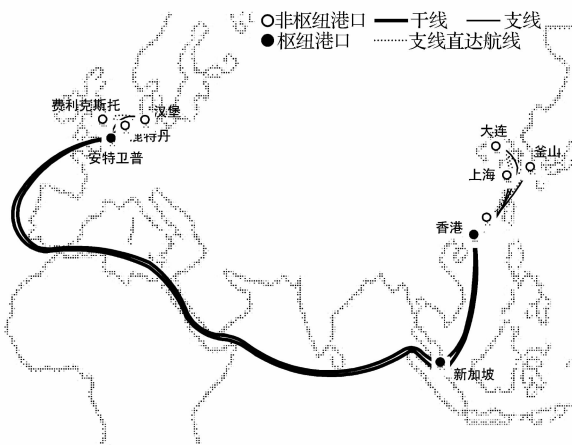 非枢纽港口 干线 支线
枢纽港口 支线直达航线
费利克斯托
汉堡
特丹
安特卫普
大连
釜山
上海
香港
新加坡